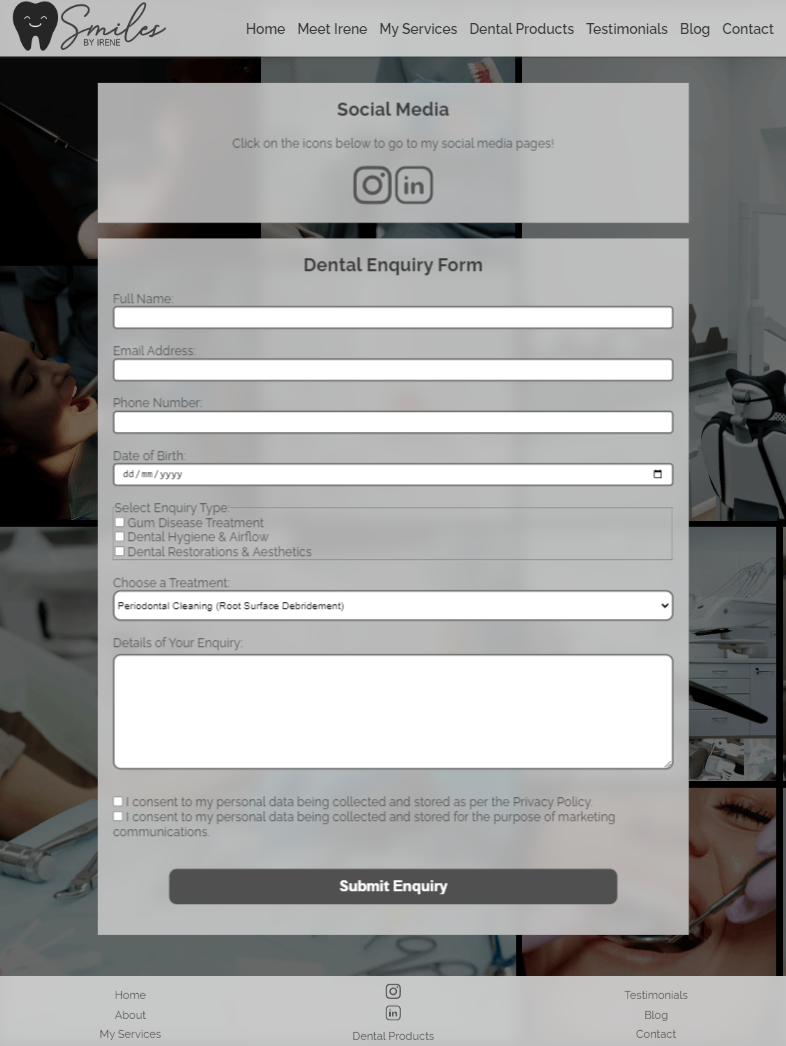 Smiles
BY IRENE
Home Meet Irene My Services Dental Products Testimonials Blog Contact
Social Media
Click on the icons below to go to my social media pages!
in
Dental Enquiry Form
Full Name:
Email Address:
Phone Number:
Date of Birth:
dd/mm/yyyy
Select Enquiry Type:
Gum Disease Treatment
Dental Hygiene & Airflow
Dental Restorations & Aesthetics
Choose a Treatment:
Periodontal Cleaning (Root Surface Debridement)
Details of Your Enquiry:
I consent to my personal data being collected and stored as per the Privacy Policy.
I consent to my personal data being collected and stored for the purpose of marketing
communications.
Submit Enquiry
Home
About
My Services
in
Dental Products
Testimonials
Blog
Contact